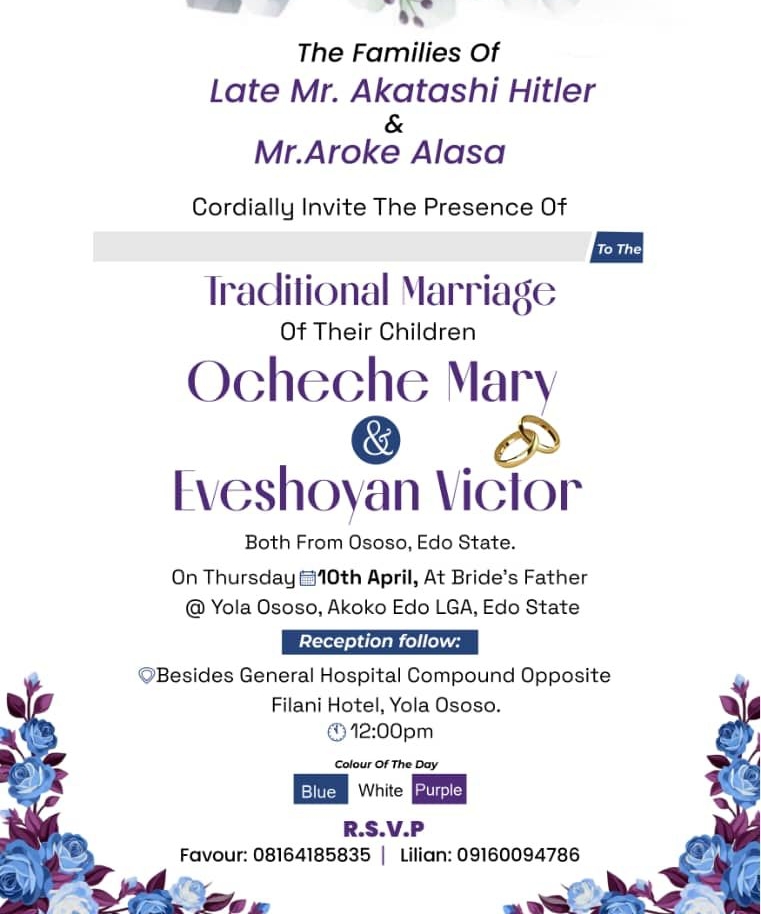 The Families Of
Late Mr. Akatashi Hitler
&
Mr.Aroke Alasa
Cordially Invite The Presence Of
To The
Traditional Marriage
Of Their Children
Ocheche Mary
&
Eveshoyan Victor
Both From Ososo, Edo State.
On Thursday 10th April, At Bride's Father
@ Yola Ososo, Akoko Edo LGA, Edo State
Reception follow:
Besides General Hospital Compound Opposite
Filani Hotel, Yola Ososo.
12:00pm
Colour Of The Day
Blue White Purple
R.S.V.P
Favour: 08164185835 | Lilian: 09160094786